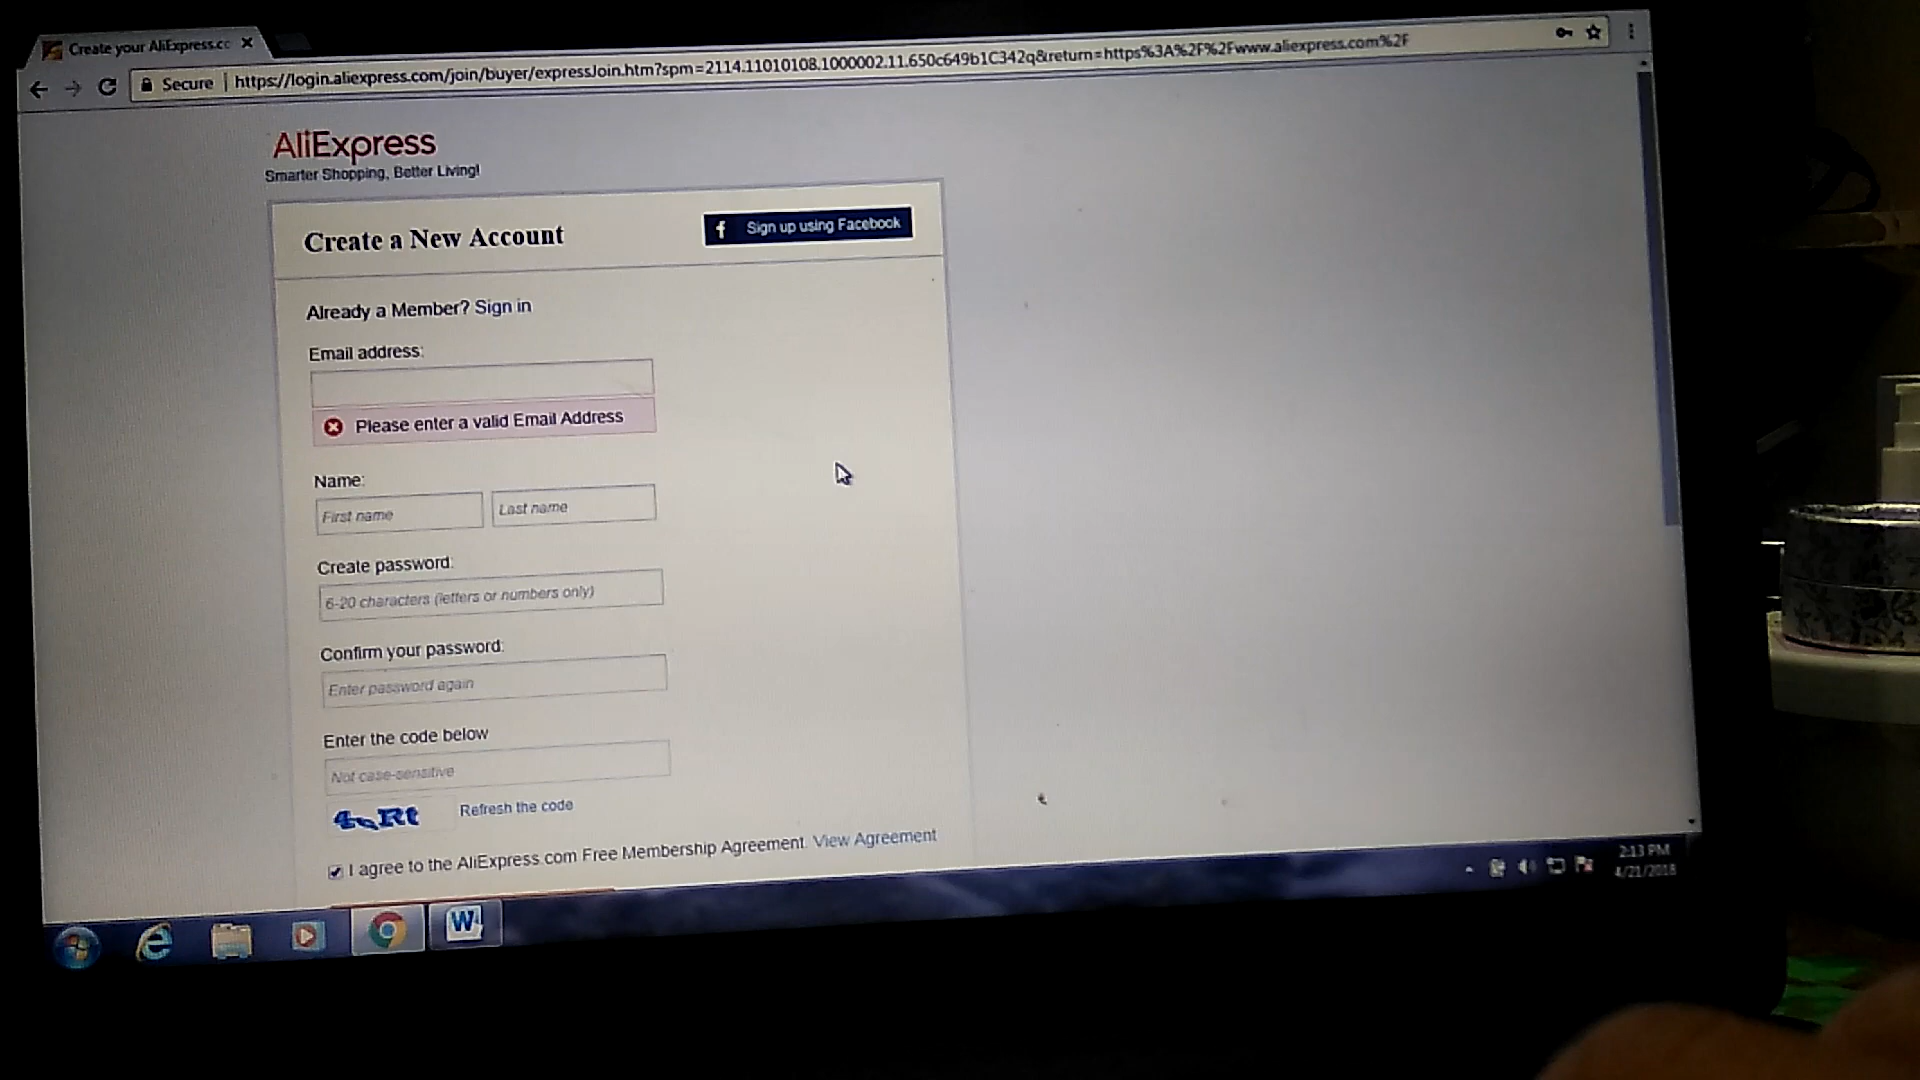 Create your AliExpress.cc
Secure | https://login.aliexpress.com/join/buyer/expressJoin.htm?spm=2114.11010108.1000002.11.650c649b1C342q&return=https%3A%2F%2Fwww.aliexpress.com%2F
AliExpress
Smarter Shopping, Better Living!
Create a New Account
f Sign up using Facebook
Already a Member? Sign in
Email address:
Please enter a valid Email Address
Name:
First name Last name
Create password:
6-20 characters (letters or numbers only)
Confirm your password:
Enter password again
Enter the code below
Not case-sensitive
Refresh the code
I agree to the AliExpress.com Free Membership Agreement. View Agreement
2:13 PM
4/21/2018
W